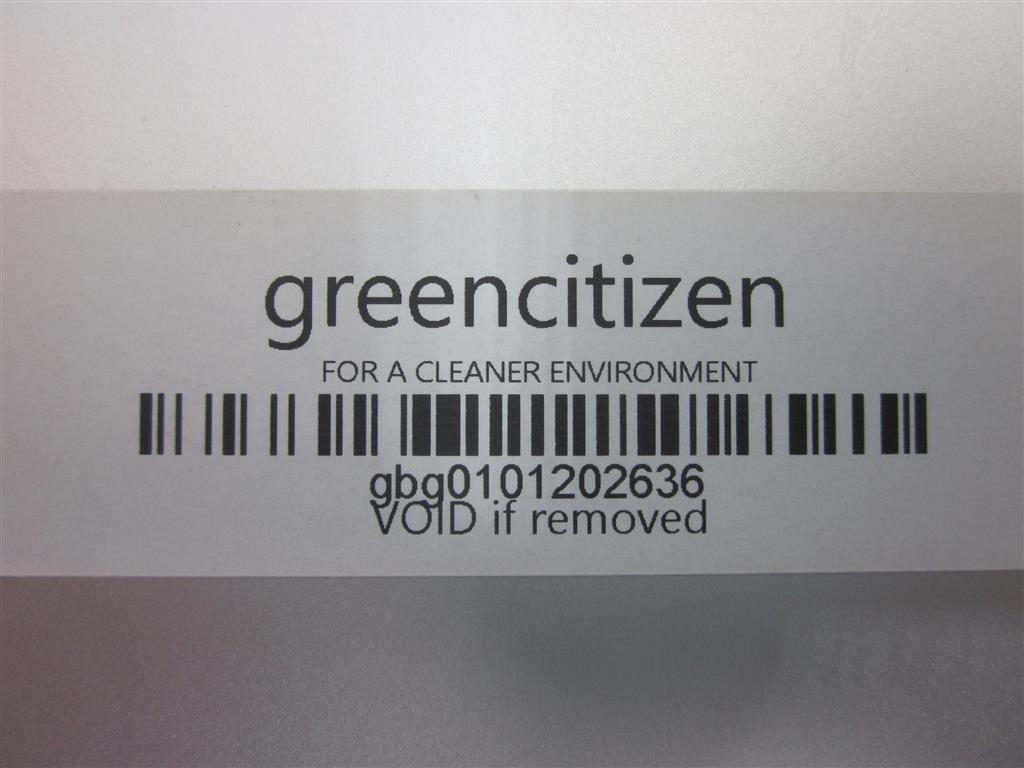 greencitizen
FOR A CLEANER ENVIRONMENT
gbg0101202636
VOID if removed